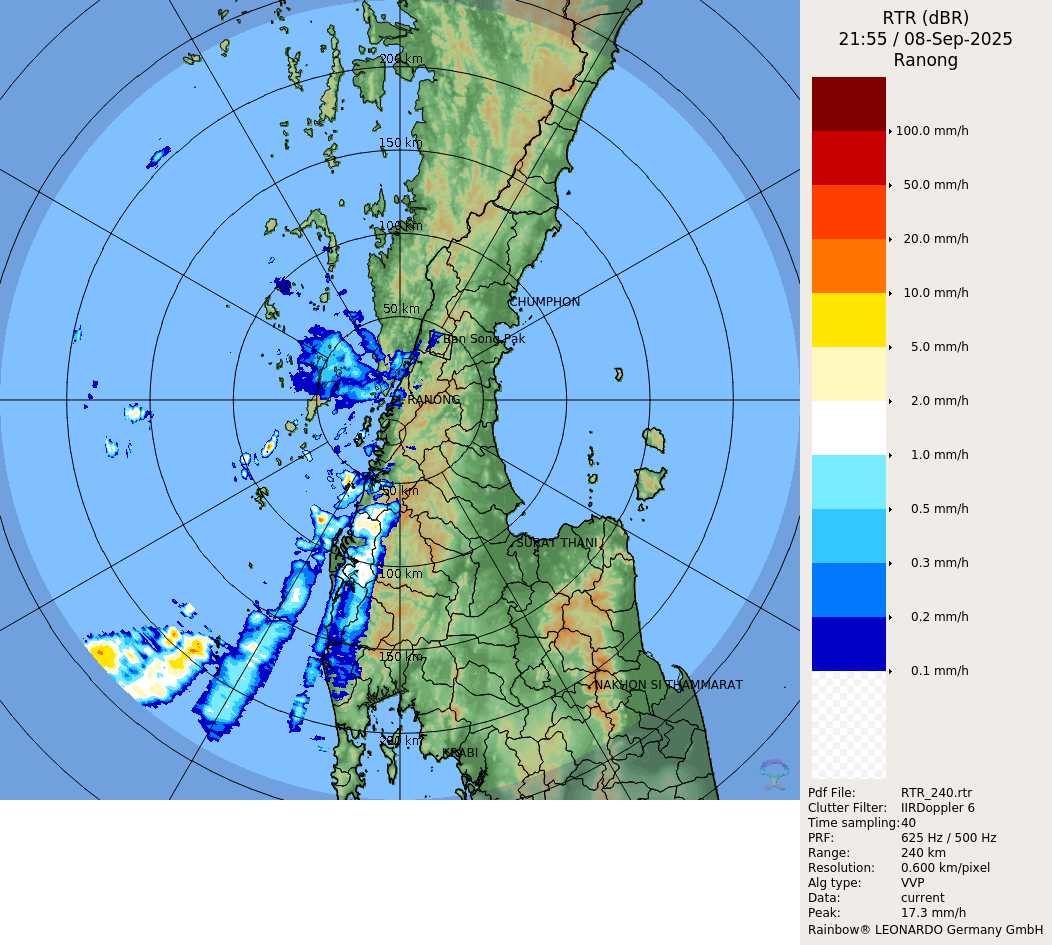 RTR (dBR)
21:55 / 08-Sep-2025
Ranong
200 km
150 km
100 km
50 km
CHUMPHON
Ban Song Pak
RANONG
50 km
SURAT THANI
100 km
150 km
NAKHON SI THAMMARAT
200 km
KRABI
100.0 mm/h
50.0 mm/h
20.0 mm/h
10.0 mm/h
5.0 mm/h
2.0 mm/h
1.0 mm/h
0.5 mm/h
0.3 mm/h
0.2 mm/h
0.1 mm/h
Pdf File: RTR_240.rtr
Clutter Filter: IIRDoppler 6
Time sampling:40
PRF: 625 Hz / 500 Hz
Range: 240 km
Resolution: 0.600 km/pixel
Alg type: VVP
Data: current
Peak: 17.3 mm/h
Rainbow® LEONARDO Germany GmbH